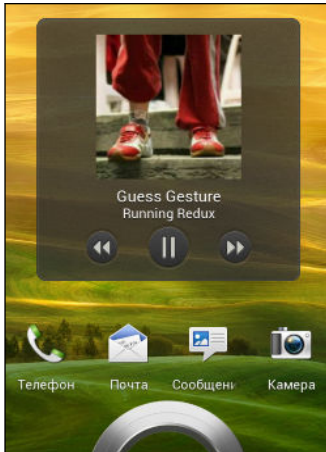 Guess Gesture
Running Redux
Телефон
Почта
Сообщени
Камера